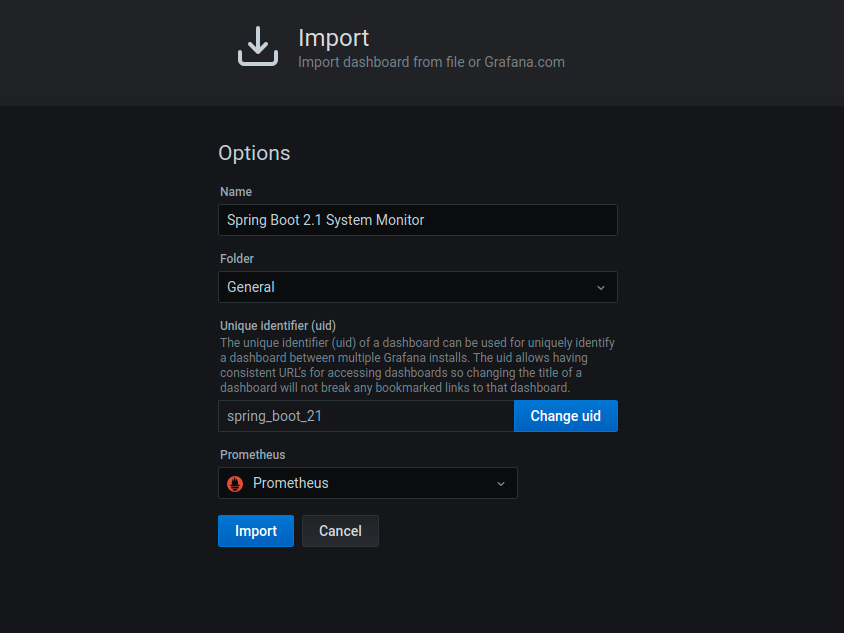 Import
Import dashboard from file or Grafana.com
Options
Name
Spring Boot 2.1 System Monitor
Folder
General
Unique identifier (uid)
The unique identifier (uid) of a dashboard can be used for uniquely identify
a dashboard between multiple Grafana installs. The uid allows having
consistent URL's for accessing dashboards so changing the title of a
dashboard will not break any bookmarked links to that dashboard.
spring_boot_21
Change uid
Prometheus
Prometheus
Import
Cancel